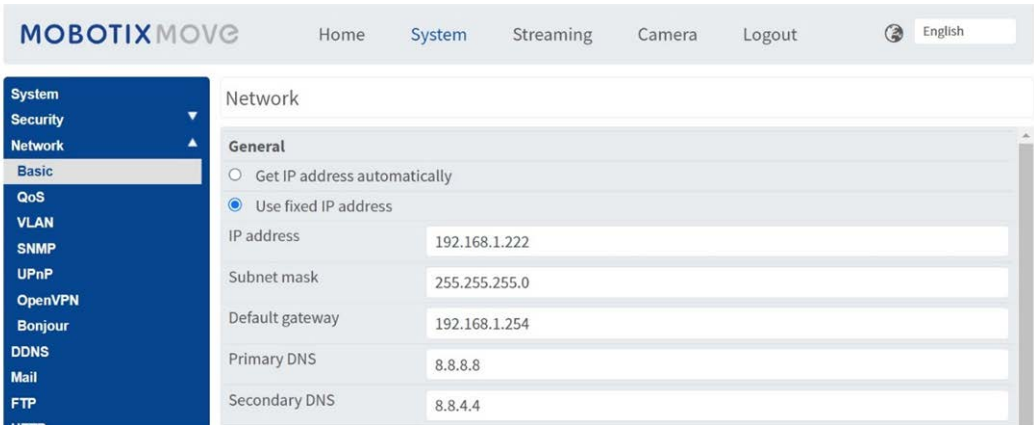 MOBOTIXMOVE Home System Streaming Camera Logout English
System
Security
Network
Basic
QoS
VLAN
SNMP
UPnP
OpenVPN
Bonjour
DDNS
Mail
FTP
Network
General
Get IP address automatically
Use fixed IP address
IP address 192.168.1.222
Subnet mask 255.255.255.0
Default gateway 192.168.1.254
Primary DNS 8.8.8.8
Secondary DNS 8.8.4.4